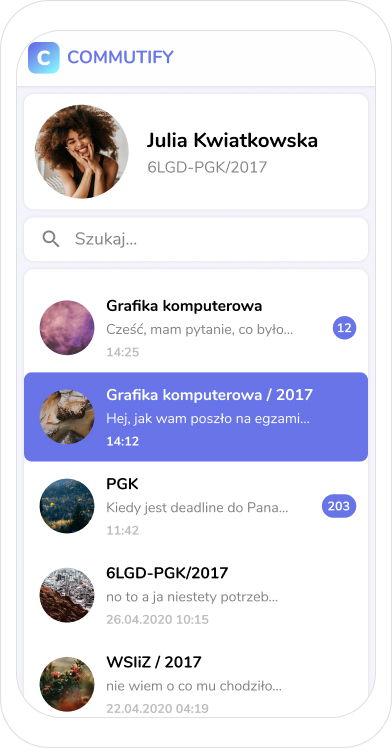 C COMMUTIFY
Julia Kwiatkowska
6LGD-PGK/2017
Szukaj...
Grafika komputerowa
Cześć, mam pytanie, co było...
12
14:25
Grafika komputerowa / 2017
Hej, jak wam poszło na egzami...
14:12
PGK
Kiedy jest deadline do Pana...
203
11:42
6LGD-PGK/2017
no to a ja niestety potrzeb...
26.04.2020 10:15
WSIiZ / 2017
nie wiem o co mu chodziło...
22.04.2020 04:19